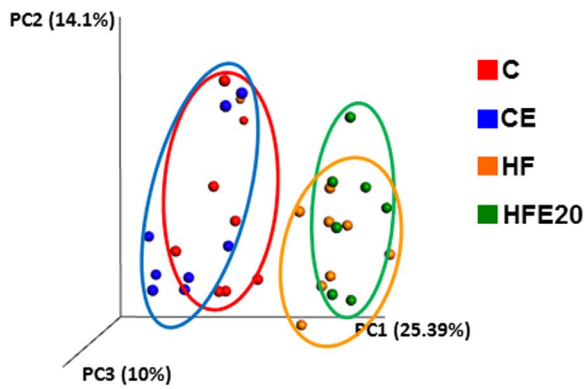 PC2 (14.1%)
C
CE
HF
HFE20
PC1 (25.39%)
PC3 (10%)